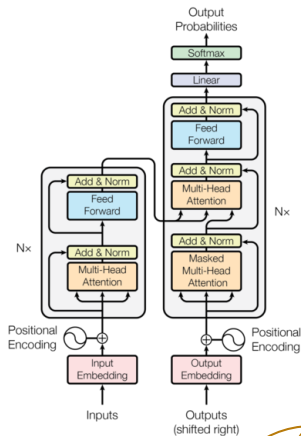 Output
Probabilities
Softmax
Linear
Add & Norm
Feed
Forward
Add & Norm
Multi-Head
Attention
Add & Norm
Masked
Multi-Head
Attention
Nx
Positional
Encoding
Output
Embedding
Outputs
(shifted right)
Add & Norm
Feed
Forward
Nx
Add & Norm
Multi-Head
Attention
Positional
Encoding
Input
Embedding
Inputs